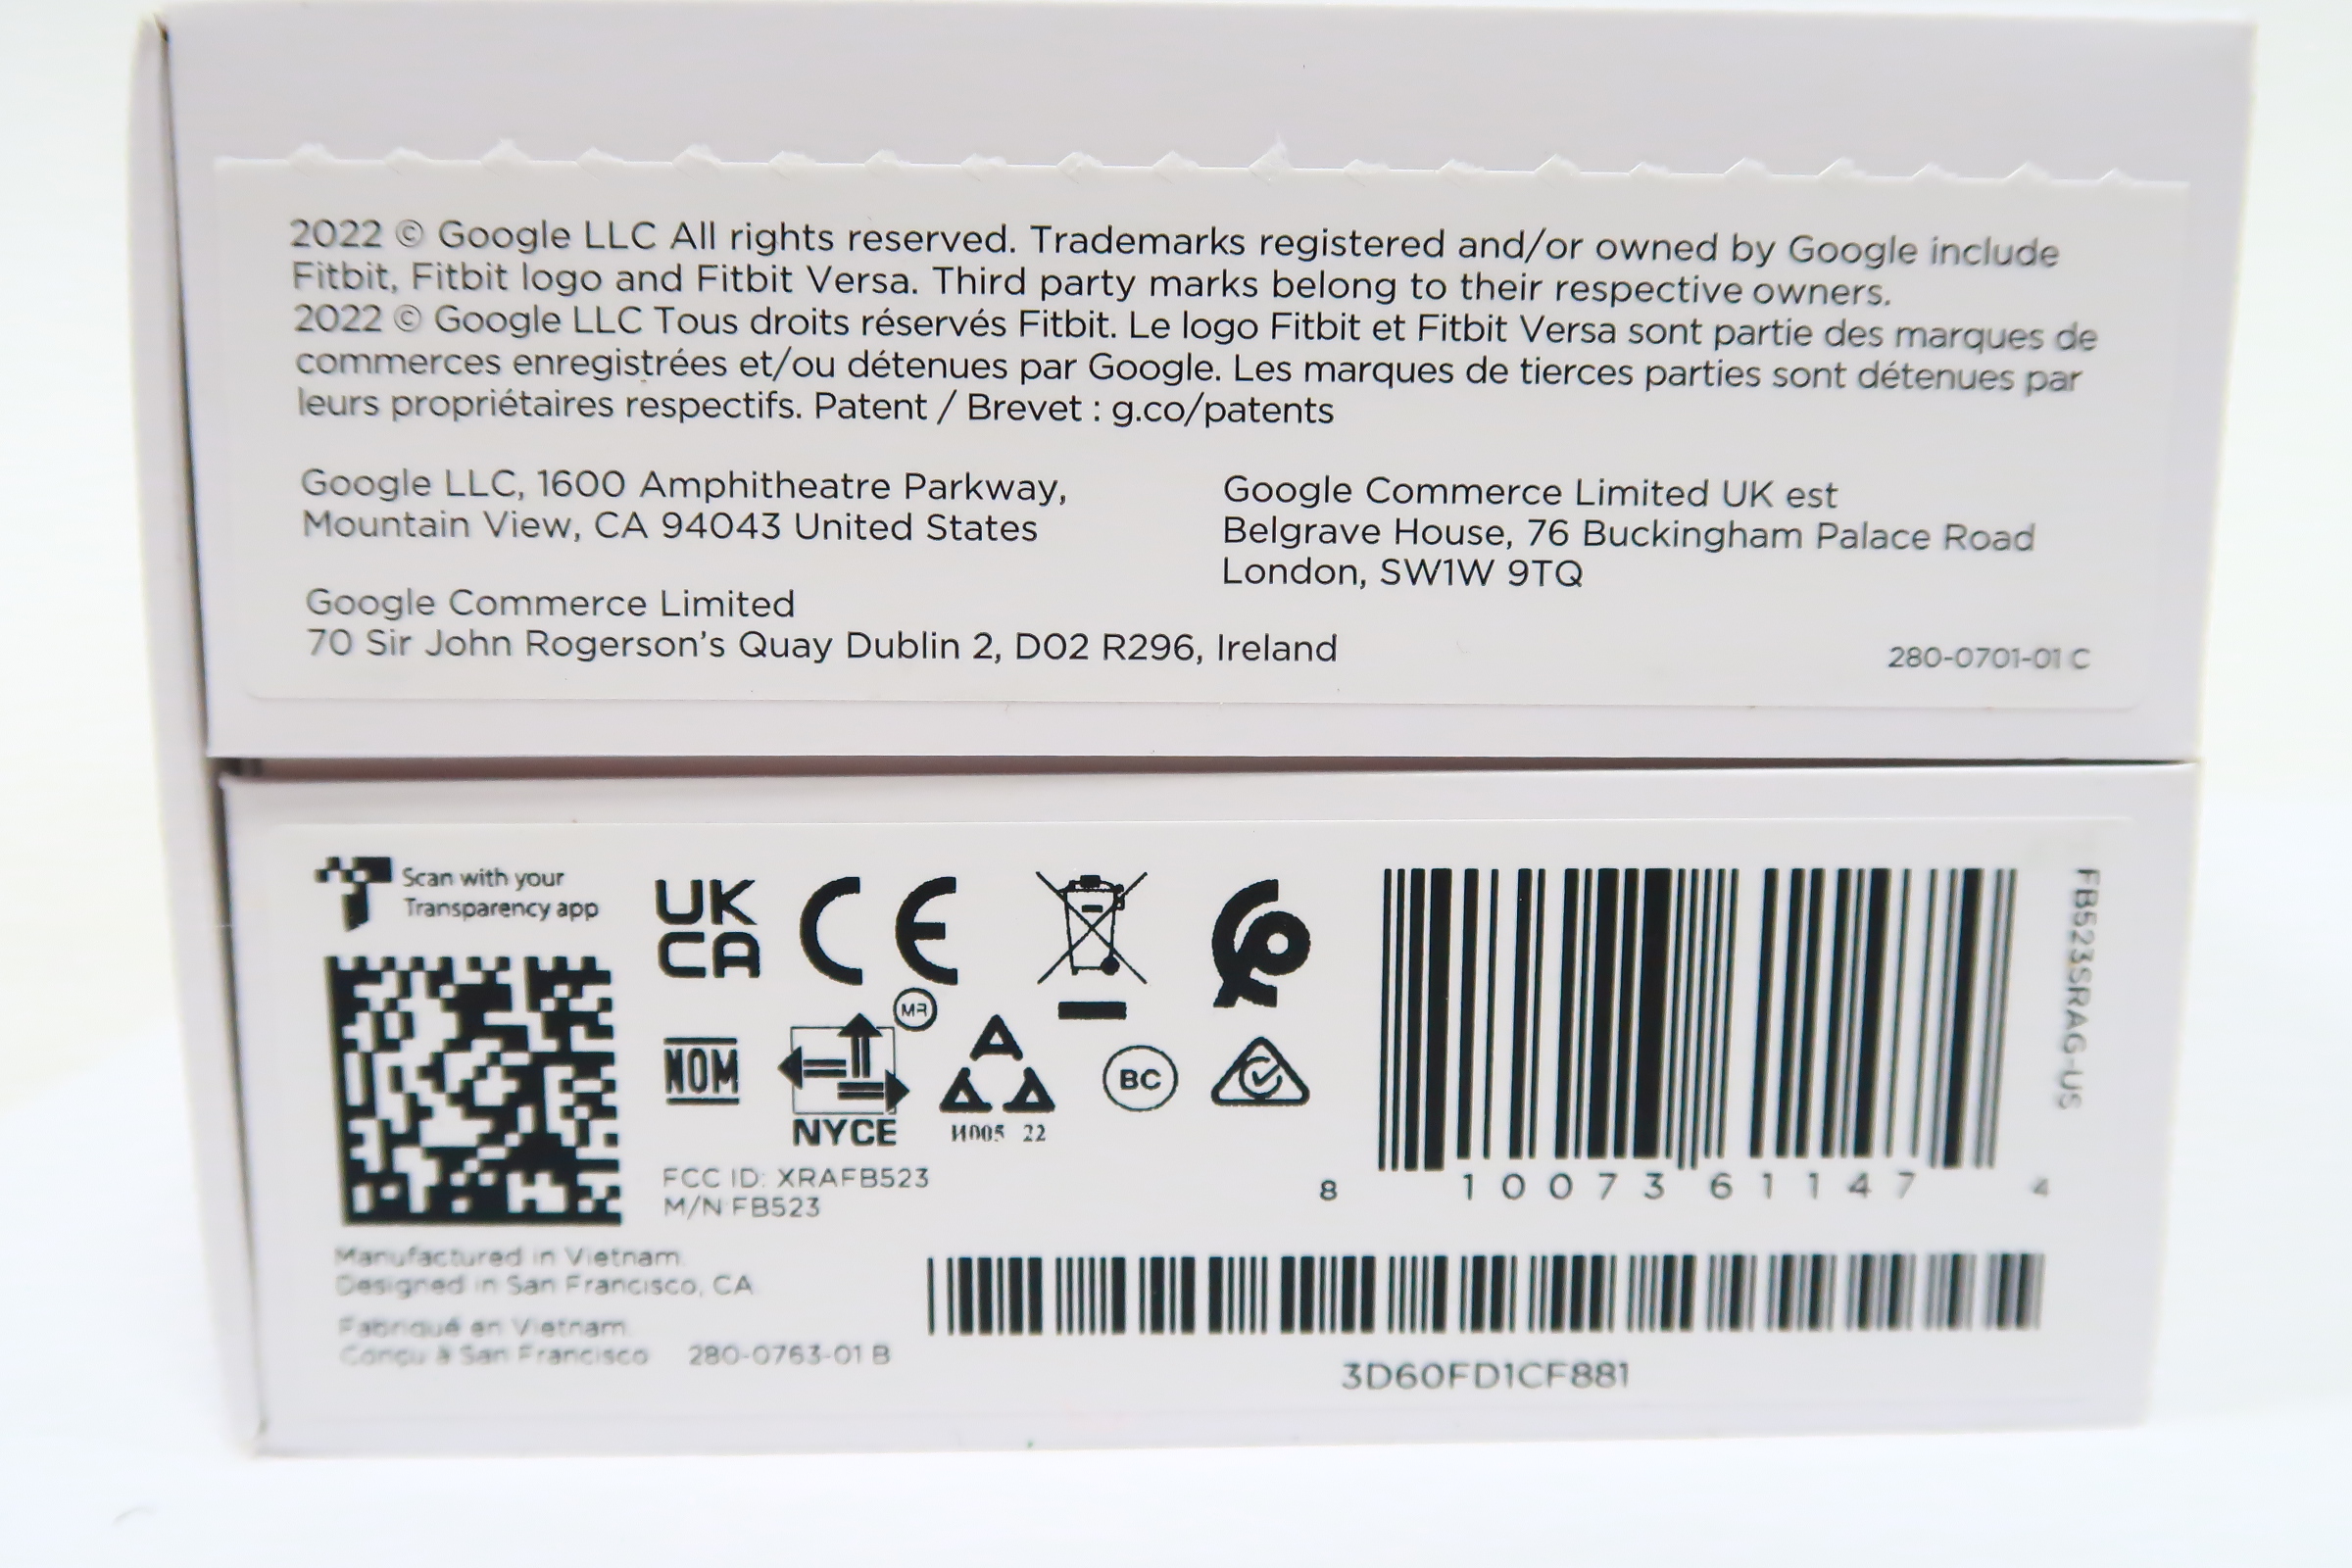 2022 © Google LLC All rights reserved. Trademarks registered and/or owned by Google include
Fitbit, Fitbit logo and Fitbit Versa. Third party marks belong to their respective owners.
2022 © Google LLC Tous droits réservés Fitbit. Le logo Fitbit et Fitbit Versa sont partie des marques de
commerces enregistrées et/ou détenues par Google. Les marques de tierces parties sont détenues par
leurs propriétaires respectifs. Patent / Brevet : g.co/patents
Google LLC, 1600 Amphitheatre Parkway,
Mountain View, CA 94043 United States
Google Commerce Limited
70 Sir John Rogerson's Quay Dublin 2, D02 R296, Ireland
Google Commerce Limited UK est
Belgrave House, 76 Buckingham Palace Road
London, SW1W 9TQ
280-0701-01 C
Scan with your
Transparency app
UK
CA
CE
MR
NOM
NYCE
И005 22
BC
FCC ID: XRAFB523
M/N FB523
8 10073 61147 4
FB523SRAG-US
Manufactured in Vietnam
Designed in San Francisco, CA
Fabriqué en Vietnam
Conçu à San Francisco
280-0763-01 B
3D60FD1CF881